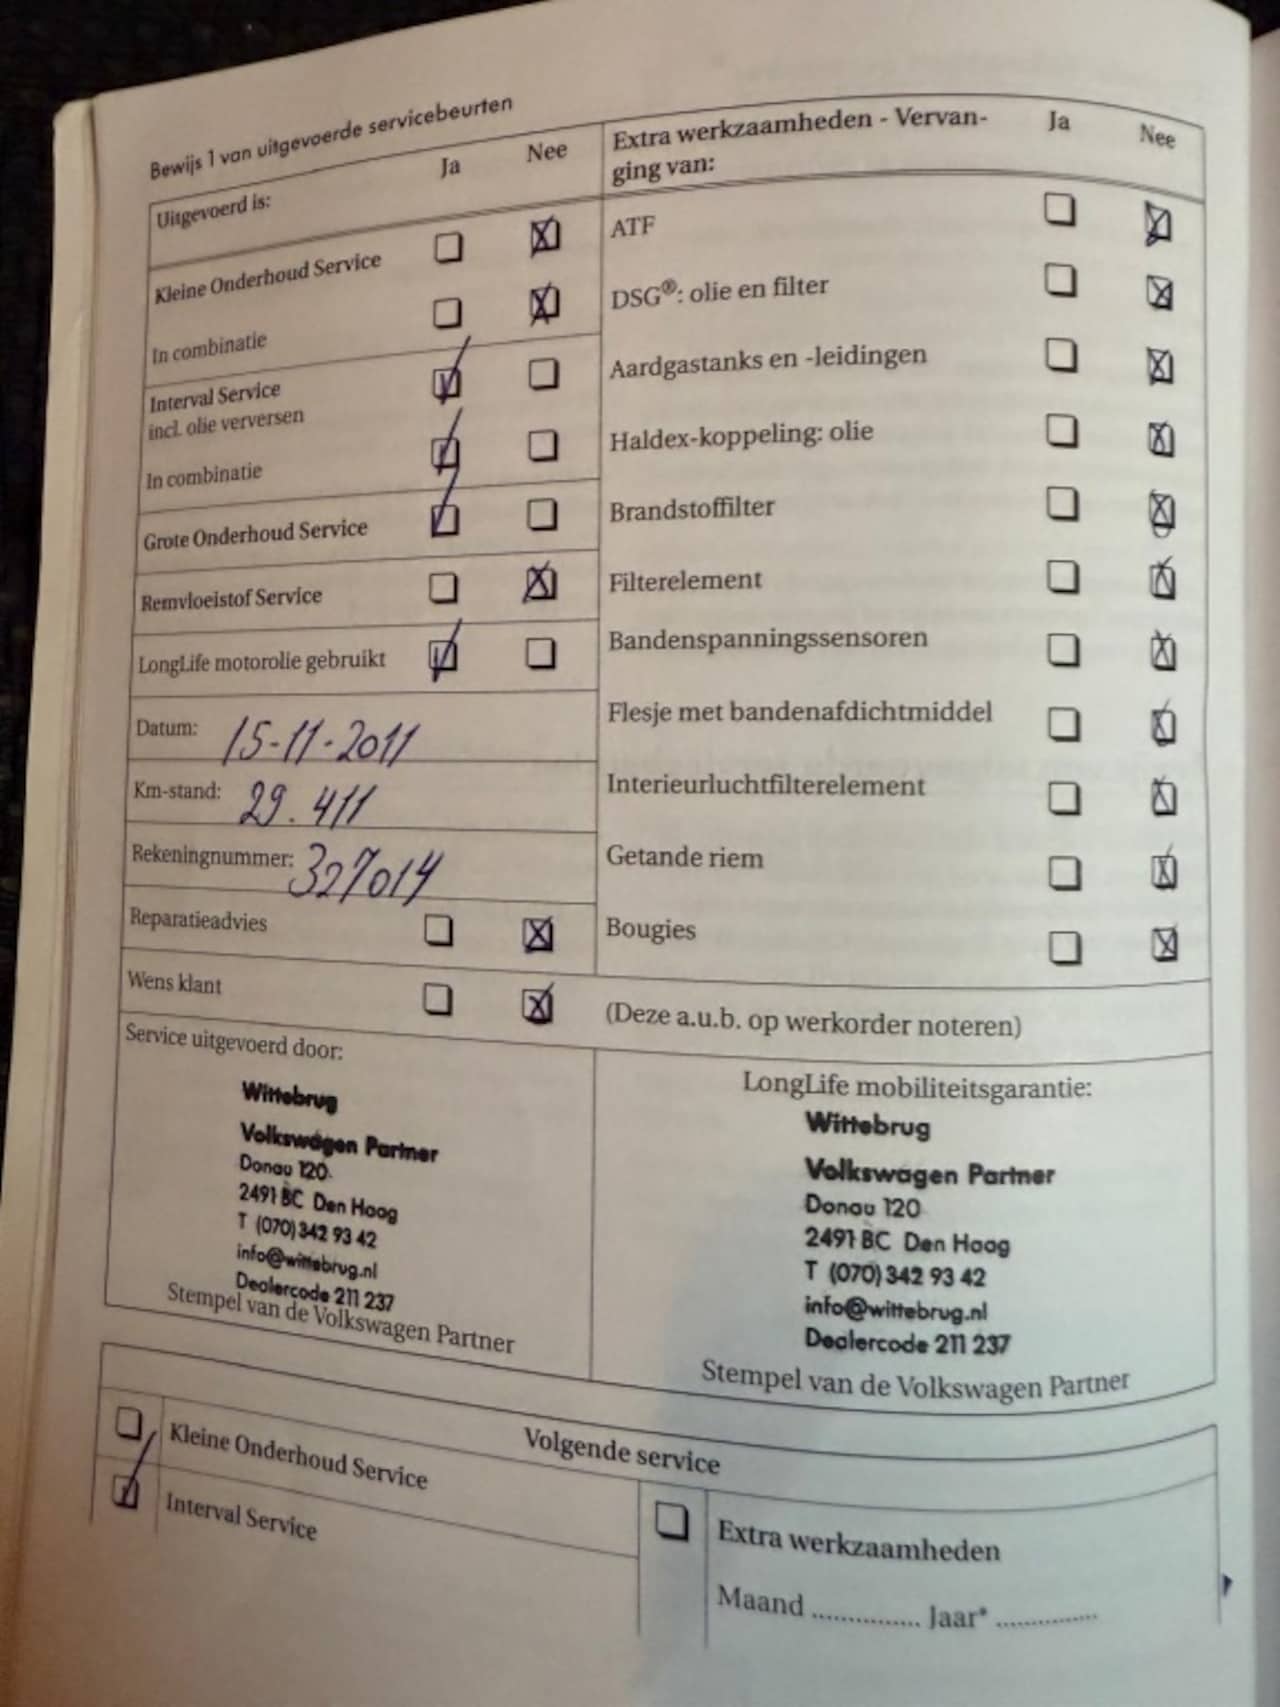 Bewijs 1 van uitgevoerde servicebeurten
Uitgevoerd is: Ja Nee
Kleine Onderhoud Service
In combinatie
Interval Service
incl. olie verversen
In combinatie
Grote Onderhoud Service
Remvloeistof Service
LongLife motorolie gebruikt
Datum: 15-11-2011
Km-stand: 29.411
Rekeningnummer: 327014
Reparatieadvies
Wens klant
Extra werkzaamheden - Vervan-
ging van: Ja Nee
ATF
DSG®: olie en filter
Aardgastanks en -leidingen
Haldex-koppeling: olie
Brandstoffilter
Filterelement
Bandenspanningssensoren
Flesje met bandenafdichtmiddel
Interieurluchtfilterelement
Getande riem
Bougies
(Deze a.u.b. op werkorder noteren)
Service uitgevoerd door:
Wittebrug
Volkswagen Partner
Donau 120
2491 BC Den Haag
T (070) 342 93 42
info@wittebrug.nl
Dealercode 211 237
Stempel van de Volkswagen Partner
LongLife mobiliteitsgarantie:
Wittebrug
Volkswagen Partner
Donau 120
2491 BC Den Haag
T (070) 342 93 42
info@wittebrug.nl
Dealercode 211 237
Stempel van de Volkswagen Partner
Volgende service
Kleine Onderhoud Service
Interval Service
Extra werkzaamheden
Maand ................ Jaar* ...............